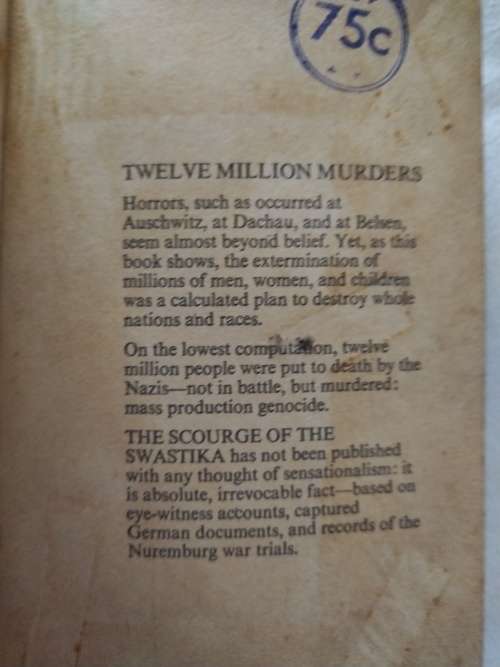 75c
TWELVE MILLION MURDERS
Horrors, such as occurred at
Auschwitz, at Dachau, and at Belsen,
seem almost beyond belief. Yet, as this
book shows, the extermination of
millions of men, women, and children
was a calculated plan to destroy whole
nations and races.
On the lowest computation, twelve
million people were put to death by the
Nazis—not in battle, but murdered:
mass production genocide.
THE SCOURGE OF THE
SWASTIKA has not been published
with any thought of sensationalism: it
is absolute, irrevocable fact—based on
eye-witness accounts, captured
German documents, and records of the
Nuremburg war trials.